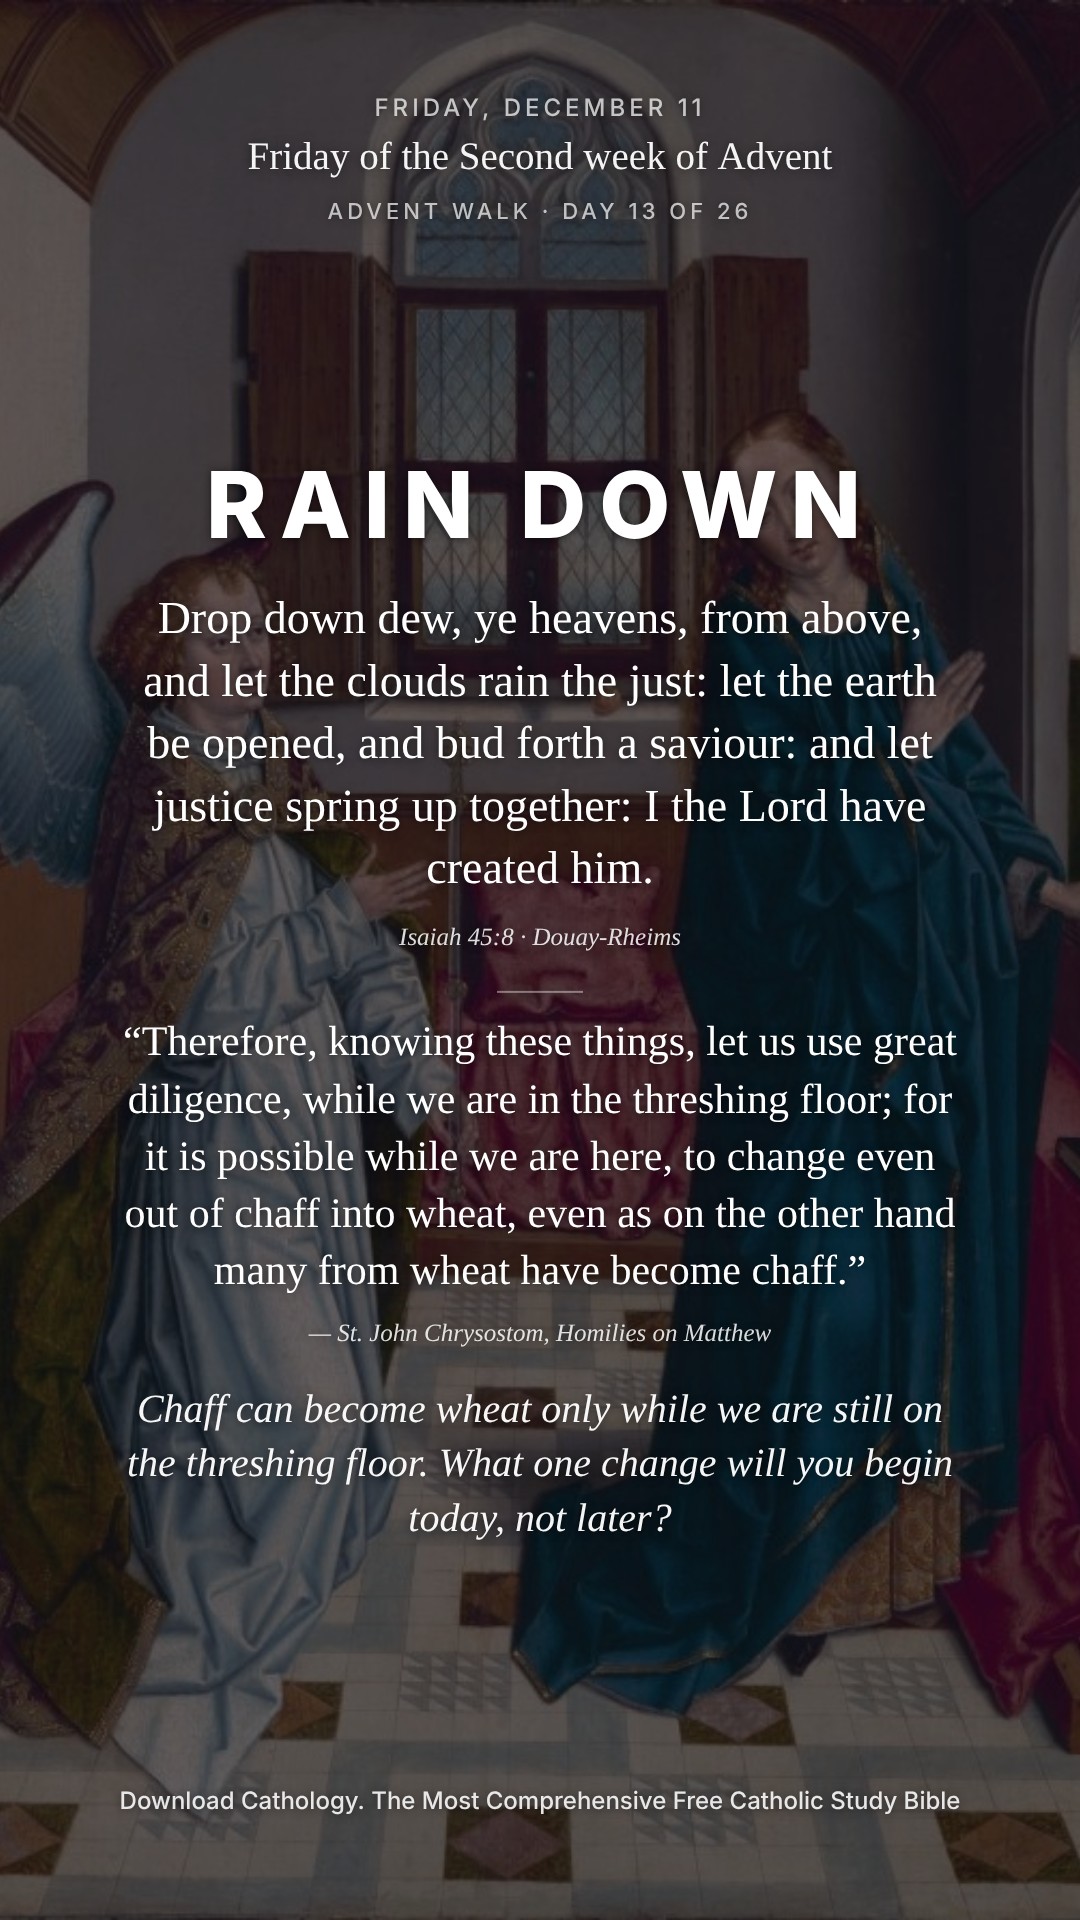 FRIDAY, DECEMBER 11
Friday of the Second week of Advent
ADVENT WALK · DAY 13 OF 26
RAIN DOWN
Drop down dew, ye heavens, from above,
and let the clouds rain the just: let the earth
be opened, and bud forth a saviour: and let
justice spring up together: I the Lord have
created him.
Isaiah 45:8 · Douay-Rheims
“Therefore, knowing these things, let us use great
diligence, while we are in the threshing floor; for
it is possible while we are here, to change even
out of chaff into wheat, even as on the other hand
many from wheat have become chaff.”
— St. John Chrysostom, Homilies on Matthew
Chaff can become wheat only while we are still on
the threshing floor. What one change will you begin
today, not later?
Download Cathology. The Most Comprehensive Free Catholic Study Bible